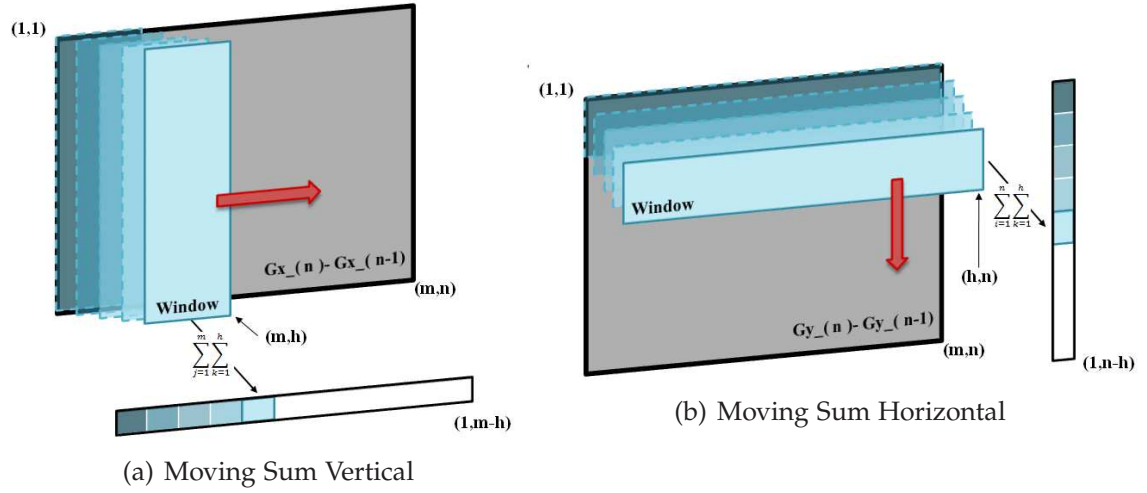 (1,1)
Gx_( n )- Gx_( n-1)
(m,n)
Window
(m,h)
m h
∑ ∑
j=1 k=1
(1,m-h)
(a) Moving Sum Vertical
(1,1)
Window
n h
∑ ∑
i=1 k=1
(h,n)
Gy_( n )- Gy_( n-1)
(m,n)
(1,n-h)
(b) Moving Sum Horizontal